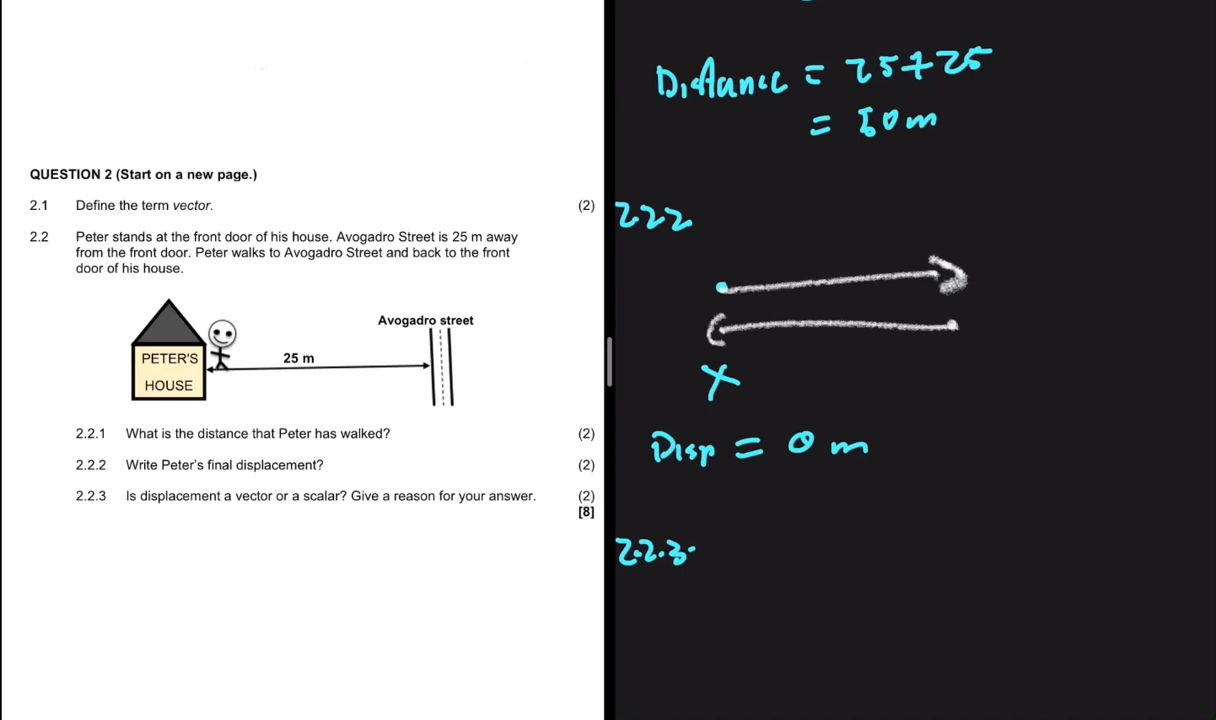 QUESTION 2 (Start on a new page.)
2.1 Define the term vector. (2)
2.2 Peter stands at the front door of his house. Avogadro Street is 25 m away
from the front door. Peter walks to Avogadro Street and back to the front
door of his house.
Avogadro street
PETER'S
HOUSE
25 m
2.2.1 What is the distance that Peter has walked? (2)
2.2.2 Write Peter's final displacement? (2)
2.2.3 Is displacement a vector or a scalar? Give a reason for your answer. (2)
[8]
Distance = 25+25
= 50m
222
X
Disp = 0 m
2.2.3.